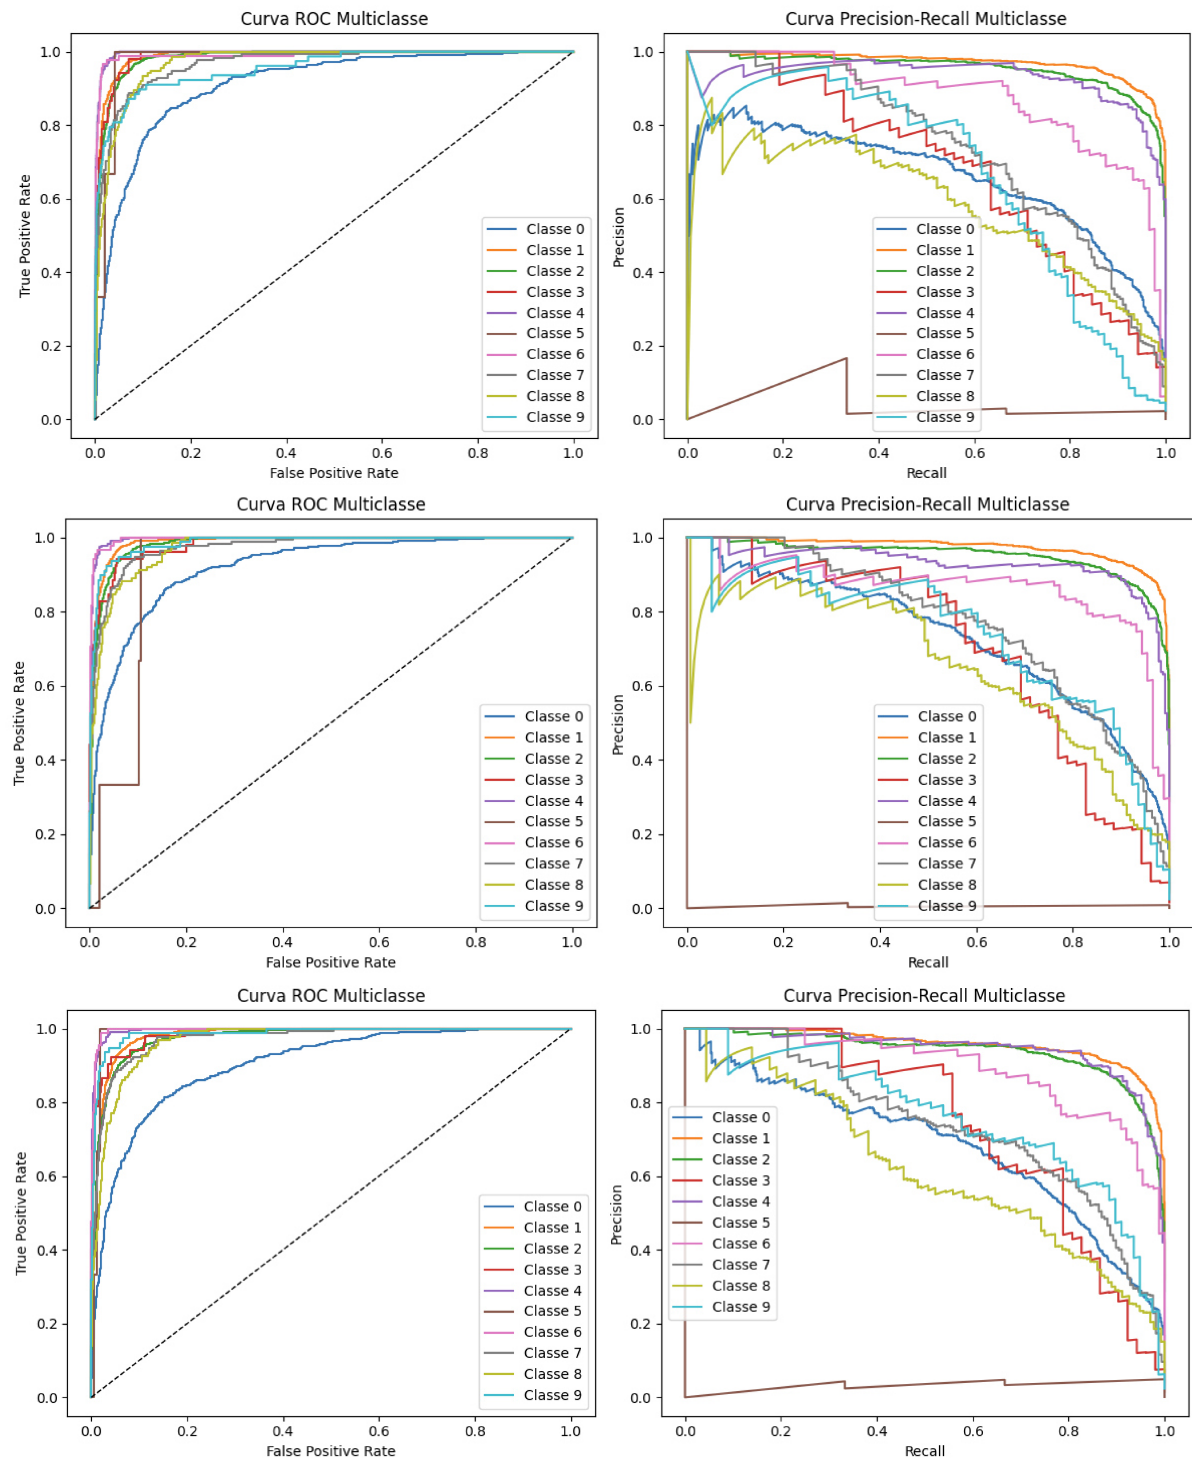 Curva ROC Multiclasse
True Positive Rate
1.0
0.8
0.6
0.4
0.2
0.0
Classe 0
Classe 1
Classe 2
Classe 3
Classe 4
Classe 5
Classe 6
Classe 7
Classe 8
Classe 9
0.0 0.2 0.4 0.6 0.8 1.0
False Positive Rate
Curva Precision-Recall Multiclasse
Precision
1.0
0.8
0.6
0.4
0.2
0.0
Classe 0
Classe 1
Classe 2
Classe 3
Classe 4
Classe 5
Classe 6
Classe 7
Classe 8
Classe 9
0.0 0.2 0.4 0.6 0.8 1.0
Recall
Curva ROC Multiclasse
True Positive Rate
1.0
0.8
0.6
0.4
0.2
0.0
Classe 0
Classe 1
Classe 2
Classe 3
Classe 4
Classe 5
Classe 6
Classe 7
Classe 8
Classe 9
0.0 0.2 0.4 0.6 0.8 1.0
False Positive Rate
Curva Precision-Recall Multiclasse
Precision
1.0
0.8
0.6
0.4
0.2
0.0
Classe 0
Classe 1
Classe 2
Classe 3
Classe 4
Classe 5
Classe 6
Classe 7
Classe 8
Classe 9
0.0 0.2 0.4 0.6 0.8 1.0
Recall
Curva ROC Multiclasse
True Positive Rate
1.0
0.8
0.6
0.4
0.2
0.0
Classe 0
Classe 1
Classe 2
Classe 3
Classe 4
Classe 5
Classe 6
Classe 7
Classe 8
Classe 9
0.0 0.2 0.4 0.6 0.8 1.0
False Positive Rate
Curva Precision-Recall Multiclasse
Precision
1.0
0.8
0.6
0.4
0.2
0.0
Classe 0
Classe 1
Classe 2
Classe 3
Classe 4
Classe 5
Classe 6
Classe 7
Classe 8
Classe 9
0.0 0.2 0.4 0.6 0.8 1.0
Recall